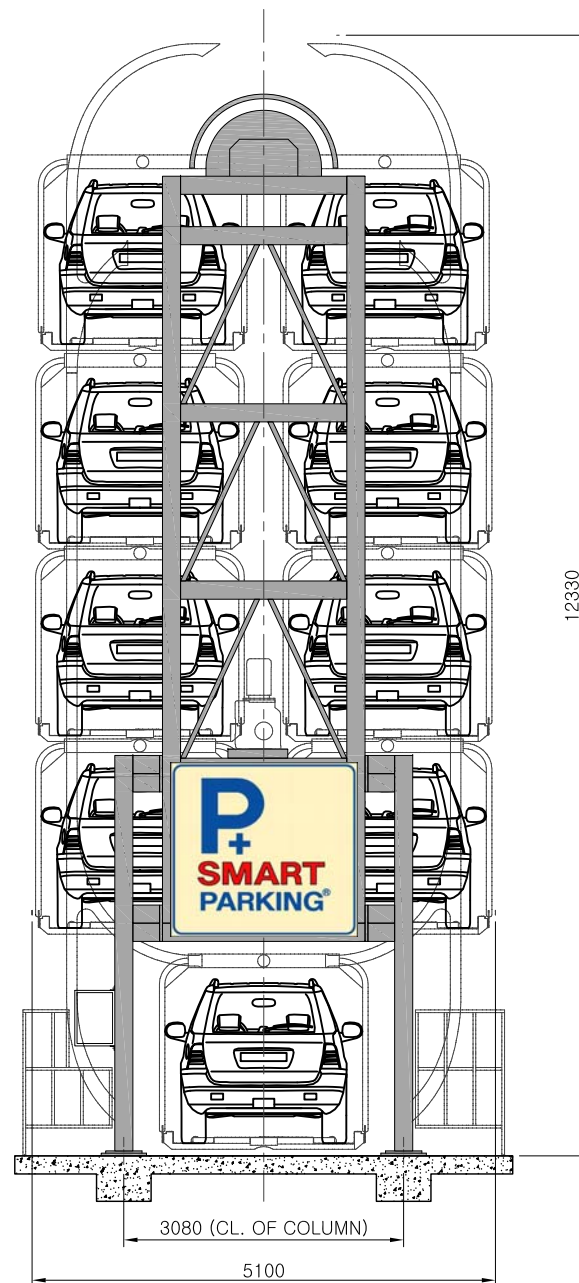 12330
P+
SMART
PARKING®
3080 (CL. OF COLUMN)
5100